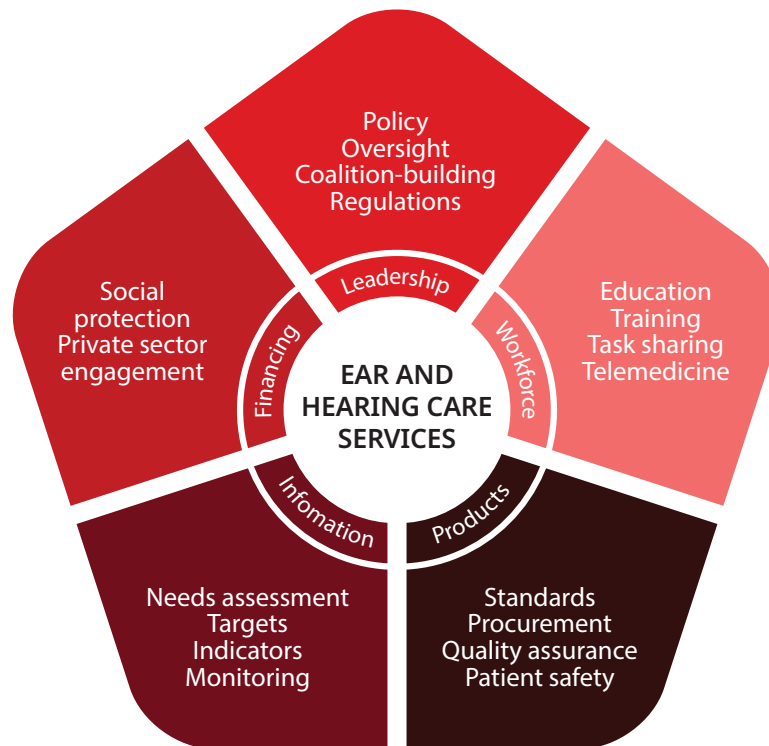 Policy
Oversight
Coalition-building
Regulations
Leadership
Social
protection
Private sector
engagement
Financing
Education
Training
Task sharing
Telemedicine
Workforce
EAR AND
HEARING CARE
SERVICES
Infomation
Products
Needs assessment
Targets
Indicators
Monitoring
Standards
Procurement
Quality assurance
Patient safety